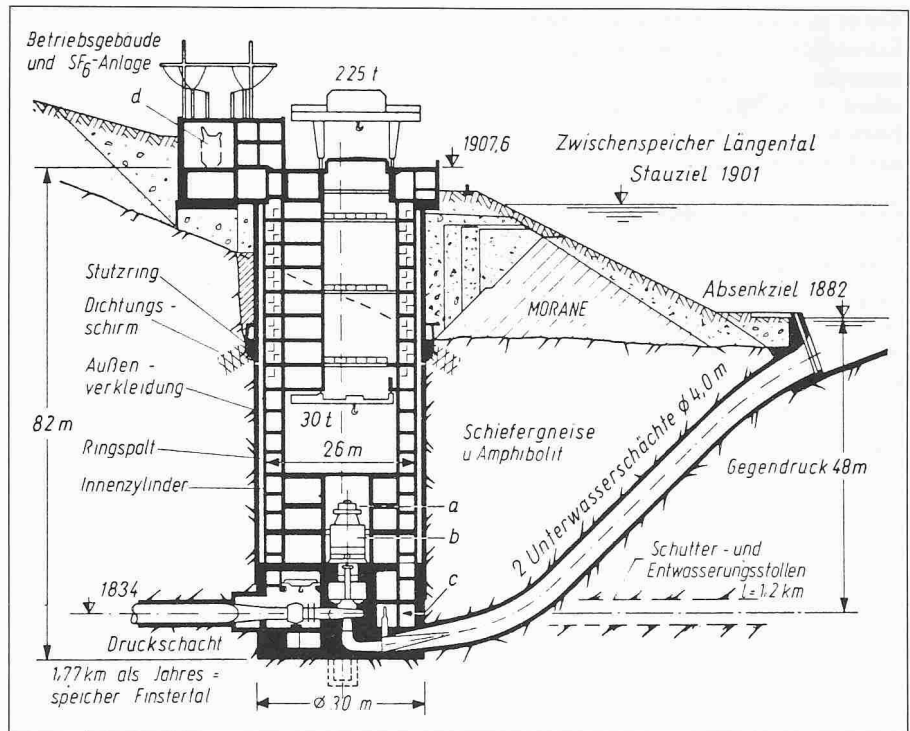 Betriebsgebäude
und SF6-Anlage
d
225 t
1907,6
Zwischenspeicher Längental
Stauziel 1901
Stutzring
Dichtungs-
schirm
Außen-
verkleidung
MORANE
Absenkziel 1882
82 m
30 t
26 m
Ringspalt
Innenzylinder
Schiefergneise
u Amphibolit
2 Unterwasserschächte ø 4,0 m
Gegendruck 48m
a
b
c
Schutter - und
Entwasserungsstollen
l = 1,2 km
1834
Druckschacht
1,77 km als Jahres =
speicher Finstertal
ø 30 m